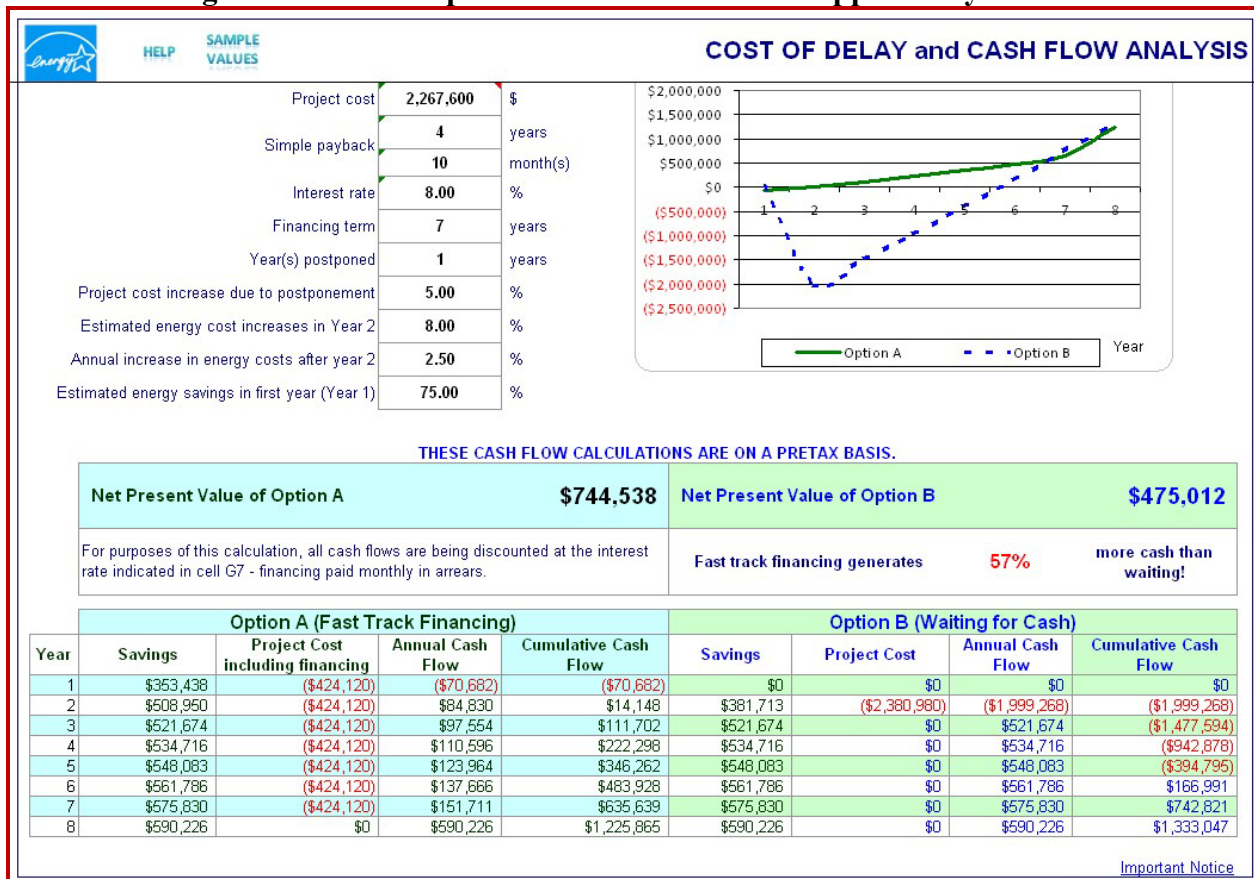 energy
HELP
SAMPLE
VALUES
COST OF DELAY and CASH FLOW ANALYSIS
Project cost 2,267,600 $
Simple payback 4 years
10 month(s)
Interest rate 8.00 %
Financing term 7 years
Year(s) postponed 1 years
Project cost increase due to postponement 5.00 %
Estimated energy cost increases in Year 2 8.00 %
Annual increase in energy costs after year 2 2.50 %
Estimated energy savings in first year (Year 1) 75.00 %
$2,000,000
$1,500,000
$1,000,000
$500,000
$0
($500,000)
($1,000,000)
($1,500,000)
($2,000,000)
($2,500,000)
1 2 3 4 5 6 7 8
Option A Option B Year
THESE CASH FLOW CALCULATIONS ARE ON A PRETAX BASIS.
Net Present Value of Option A $744,538 Net Present Value of Option B $475,012
For purposes of this calculation, all cash flows are being discounted at the interest
rate indicated in cell G7 - financing paid monthly in arrears.
Fast track financing generates 57% more cash than
waiting!
Option A (Fast Track Financing) Option B (Waiting for Cash)
Year Savings Project Cost including financing Annual Cash Flow Cumulative Cash Flow Savings Project Cost Annual Cash Flow Cumulative Cash Flow
1 $353,438 ($424,120) ($70,682) ($70,682) $0 $0 $0 $0
2 $508,950 ($424,120) $84,830 $14,148 $381,713 ($2,380,980) ($1,999,268) ($1,999,268)
3 $521,674 ($424,120) $97,554 $111,702 $521,674 $0 $521,674 ($1,477,594)
4 $534,716 ($424,120) $110,596 $222,298 $534,716 $0 $534,716 ($942,878)
5 $548,083 ($424,120) $123,964 $346,262 $548,083 $0 $548,083 ($394,795)
6 $561,786 ($424,120) $137,666 $483,928 $561,786 $0 $561,786 $166,991
7 $575,830 ($424,120) $151,711 $635,639 $575,830 $0 $575,830 $742,821
8 $590,226 $0 $590,226 $1,225,865 $590,226 $0 $590,226 $1,333,047
Important Notice